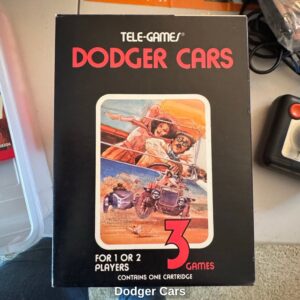 TELE-GAMES®
DODGER CARS
FOR 1 OR 2
PLAYERS
3
GAMES
CONTAINS ONE CARTRIDGE
Dodger Cars